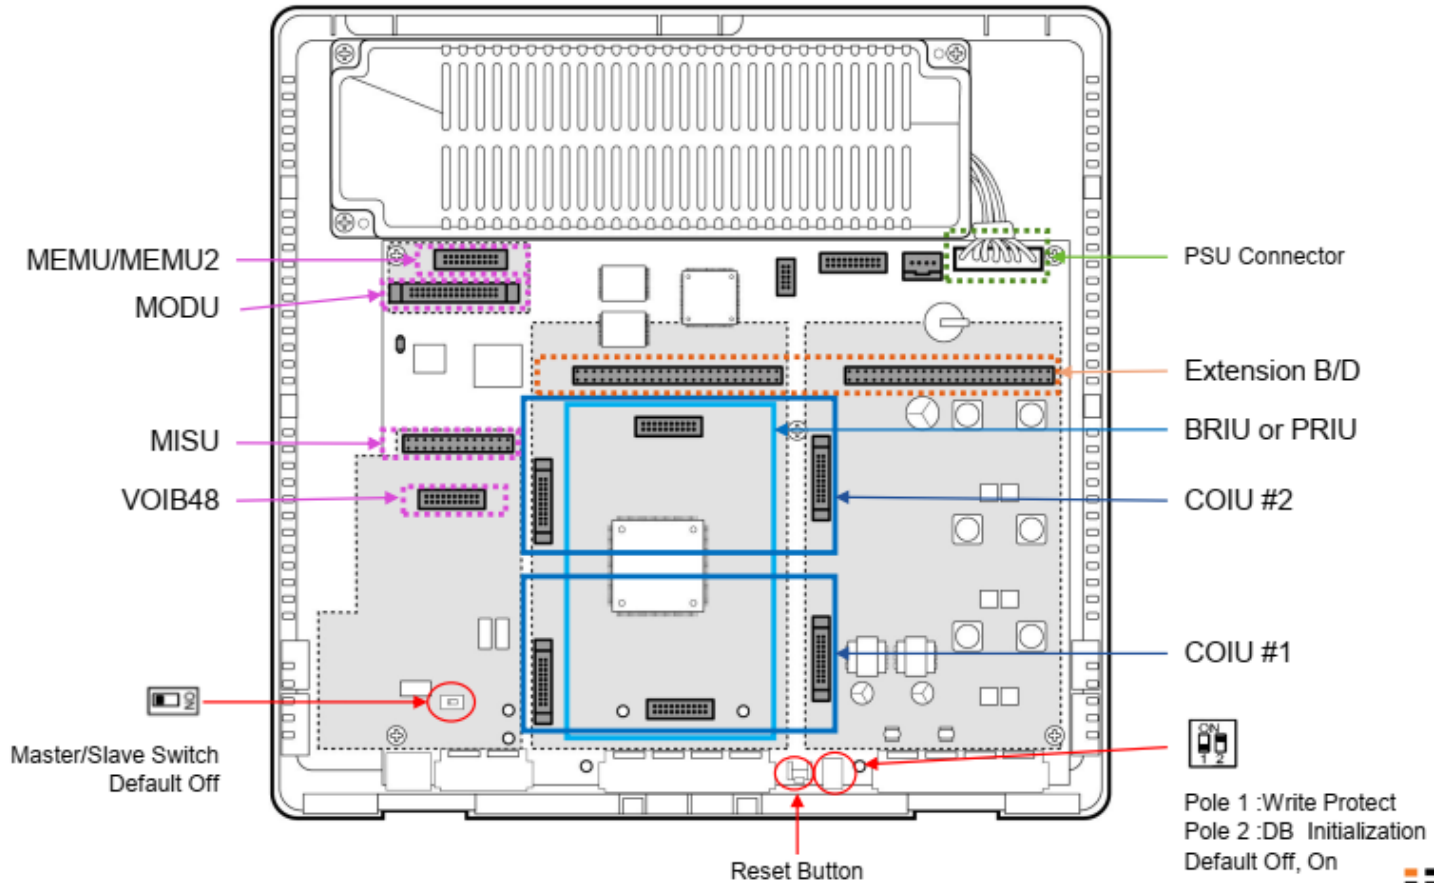 MEMU/MEMU2
MODU
MISU
VOIB48
PSU Connector
Extension B/D
BRIU or PRIU
COIU #2
COIU #1
ON
Master/Slave Switch
Default Off
ON
1 2
Pole 1 :Write Protect
Pole 2 :DB Initialization
Default Off, On
Reset Button